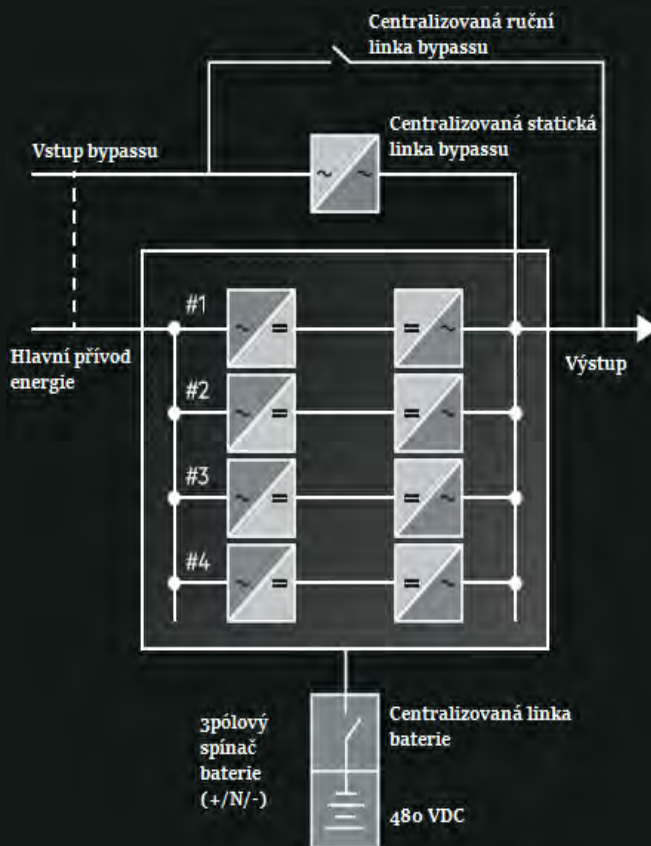 Centralizovaná ruční
linka bypassu
Centralizovaná statická
linka bypassu
Vstup bypassu
~ ~
#1
~ = = ~
Hlavní přívod
energie
Výstup
#2
~ = = ~
#3
~ = = ~
#4
~ = = ~
3pólový
spínač
baterie
(+/N/-)
Centralizovaná linka
baterie
480 VDC